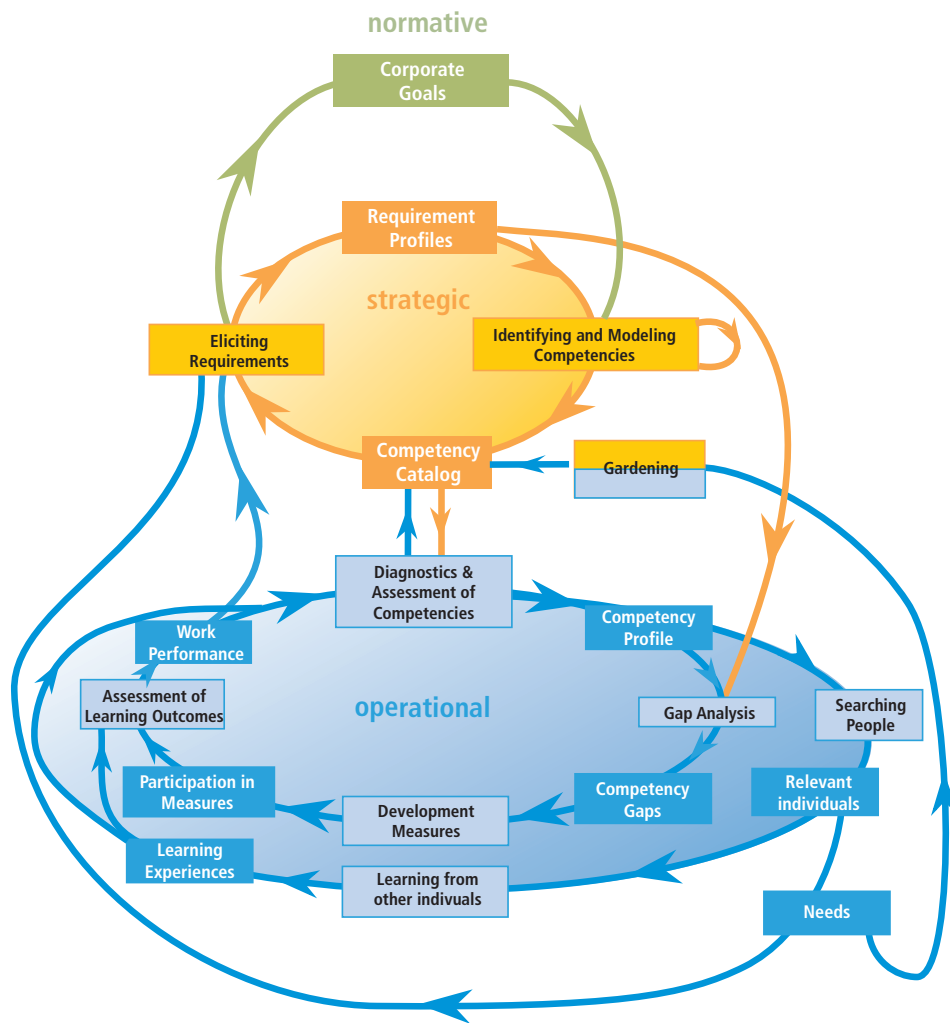 normative
Corporate
Goals
Requirement
Profiles
strategic
Eliciting
Requirements
Identifying and Modeling
Competencies
Competency
Catalog
Gardening
Diagnostics &
Assessment of
Competencies
Work
Performance
Competency
Profile
Assessment of
Learning Outcomes
operational
Gap Analysis
Searching
People
Participation in
Measures
Development
Measures
Competency
Gaps
Relevant
individuals
Learning
Experiences
Learning from
other indivuals
Needs